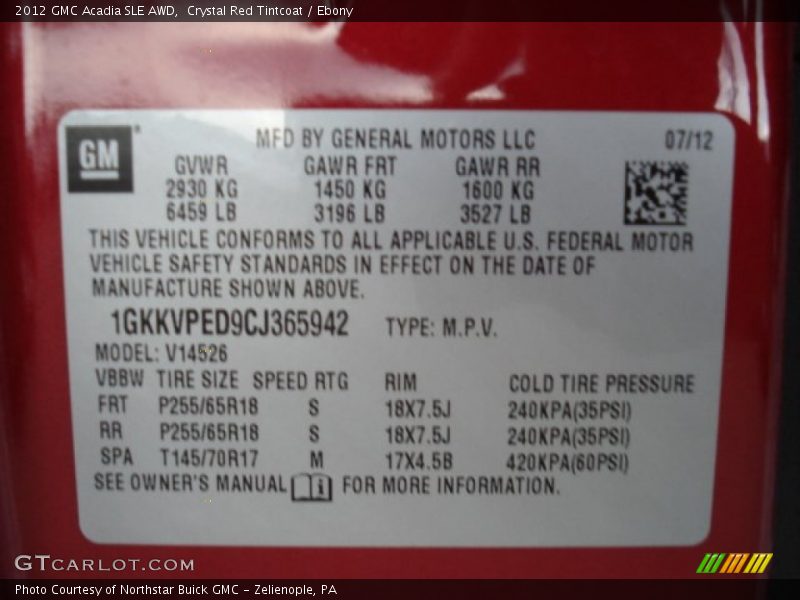 2012 GMC Acadia SLE AWD,  Crystal Red Tintcoat / Ebony
GM
MFD BY GENERAL MOTORS LLC 07/12
GVWR GAWR FRT GAWR RR
2930 KG 1450 KG 1600 KG
6459 LB 3196 LB 3527 LB
THIS VEHICLE CONFORMS TO ALL APPLICABLE U.S. FEDERAL MOTOR
VEHICLE SAFETY STANDARDS IN EFFECT ON THE DATE OF
MANUFACTURE SHOWN ABOVE.
1GKKVPED9CJ365942 TYPE: M.P.V.
MODEL: V14526
VBBW TIRE SIZE SPEED RTG RIM COLD TIRE PRESSURE
FRT P255/65R18 S 18X7.5J 240KPA(35PSI)
RR P255/65R18 S 18X7.5J 240KPA(35PSI)
SPA T145/70R17 M 17X4.5B 420KPA(60PSI)
SEE OWNER'S MANUAL FOR MORE INFORMATION.
GTCARLOT.COM
Photo Courtesy of Northstar Buick GMC - Zelienople, PA